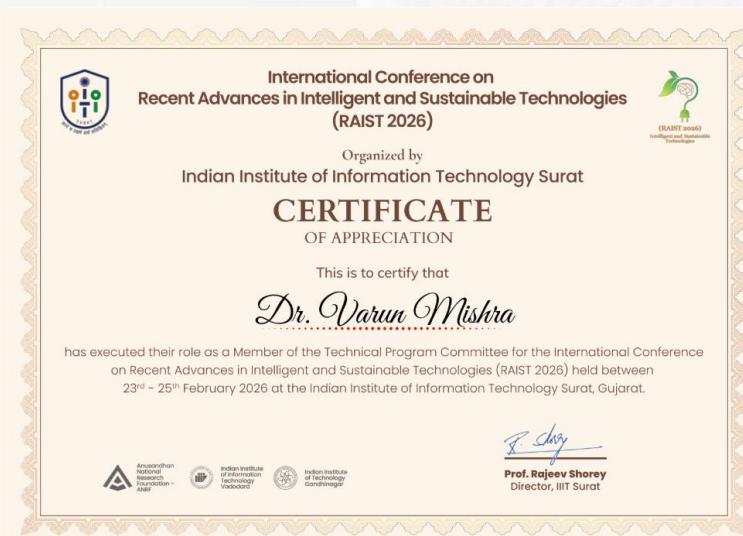 International Conference on
Recent Advances in Intelligent and Sustainable Technologies
(RAIST 2026)
Organized by
Indian Institute of Information Technology Surat
CERTIFICATE
OF APPRECIATION
This is to certify that
Dr. Varun Mishra
has executed their role as a Member of the Technical Program Committee for the International Conference
on Recent Advances in Intelligent and Sustainable Technologies (RAIST 2026) held between
23rd - 25th February 2026 at the Indian Institute of Information Technology Surat, Gujarat.
SURAT
(RAIST 2026)
Intelligent and Sustainable
Technologies
Anusandhan
National
Research
Foundation -
ANRF
Indian Institute
of Information
Technology
Vadodara
Indian Institute
of Technology
Gandhinagar
Prof. Rajeev Shorey
Director, IIIT Surat